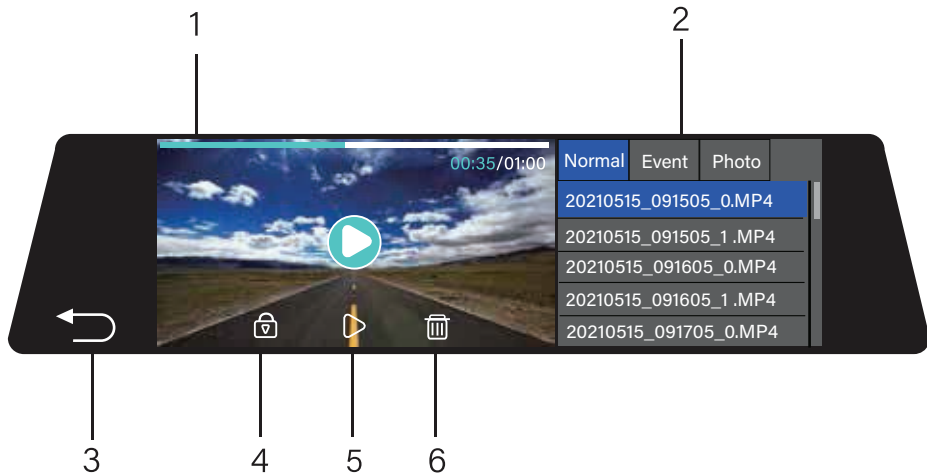 1
2
00:35/01:00
Normal Event Photo
20210515_091505_0.MP4
20210515_091505_1 .MP4
20210515_091605_0.MP4
20210515_091605_1 .MP4
20210515_091705_0.MP4
3
4
5
6